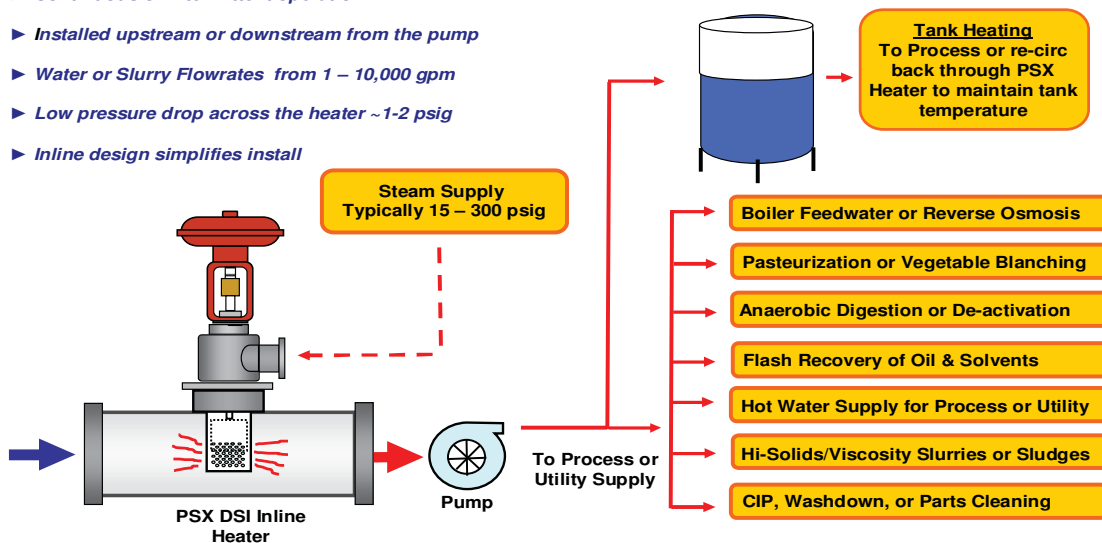 ► Installed upstream or downstream from the pump
► Water or Slurry Flowrates from 1 – 10,000 gpm
► Low pressure drop across the heater ~1-2 psig
► Inline design simplifies install
Steam Supply
Typically 15 – 300 psig
Tank Heating
To Process or re-circ
back through PSX
Heater to maintain tank
temperature
Boiler Feedwater or Reverse Osmosis
Pasteurization or Vegetable Blanching
Anaerobic Digestion or De-activation
Flash Recovery of Oil & Solvents
Hot Water Supply for Process or Utility
Hi-Solids/Viscosity Slurries or Sludges
CIP, Washdown, or Parts Cleaning
To Process or
Utility Supply
Pump
PSX DSI Inline
Heater